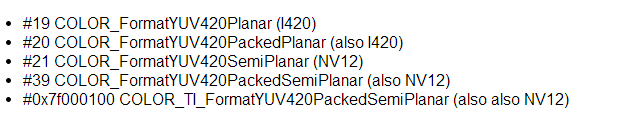 • #19 COLOR_FormatYUV420Planar (I420)
• #20 COLOR_FormatYUV420PackedPlanar (also I420)
• #21 COLOR_FormatYUV420SemiPlanar (NV12)
• #39 COLOR_FormatYUV420PackedSemiPlanar (also NV12)
• #0x7f000100 COLOR_TI_FormatYUV420PackedSemiPlanar (also also NV12)